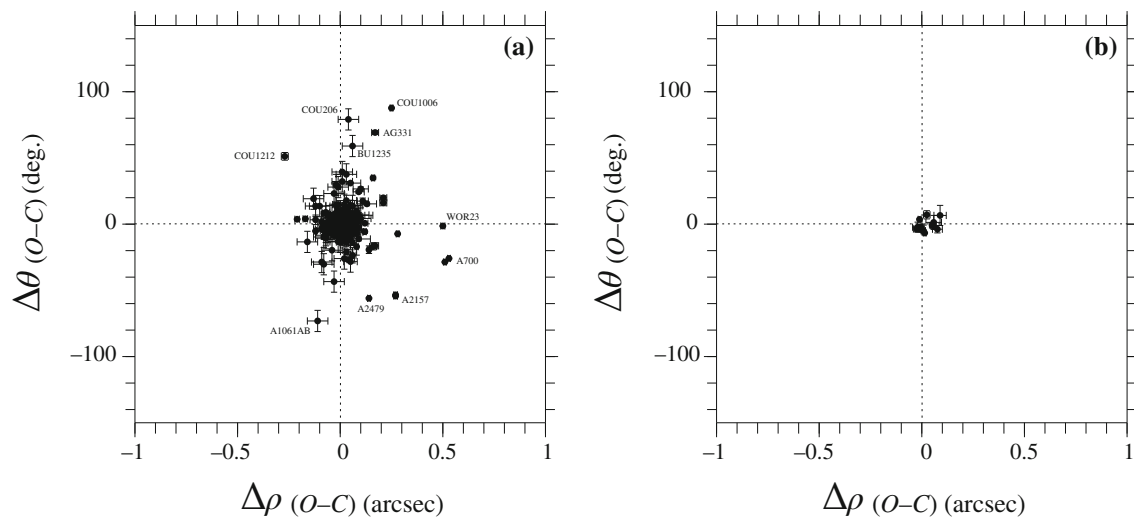 (a)
100
0
–100
Δθ (O–C) (deg.)
COU206
COU1006
AG331
BU1235
COU1212
WOR23
A700
A2157
A2479
A1061AB
–1
–0.5
0
0.5
1
Δρ (O–C) (arcsec)
(b)
100
0
–100
Δθ (O–C) (deg.)
–1
–0.5
0
0.5
1
Δρ (O–C) (arcsec)